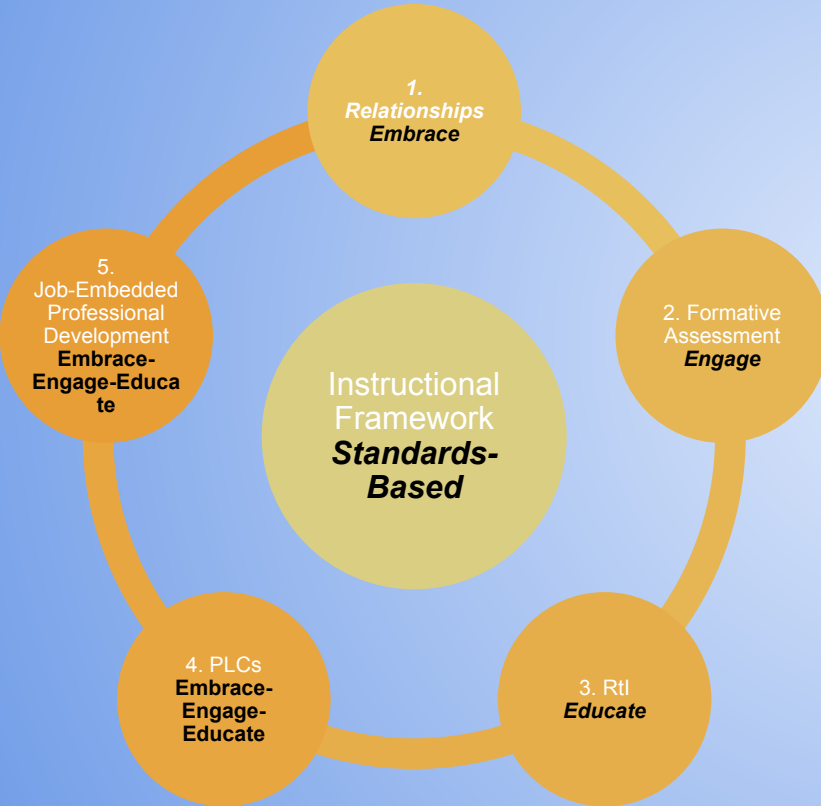 1.
Relationships
Embrace
2. Formative
Assessment
Engage
3. RtI
Educate
4. PLCs
Embrace-
Engage-
Educate
5.
Job-Embedded
Professional
Development
Embrace-
Engage-Educa
te
Instructional
Framework
Standards-
Based